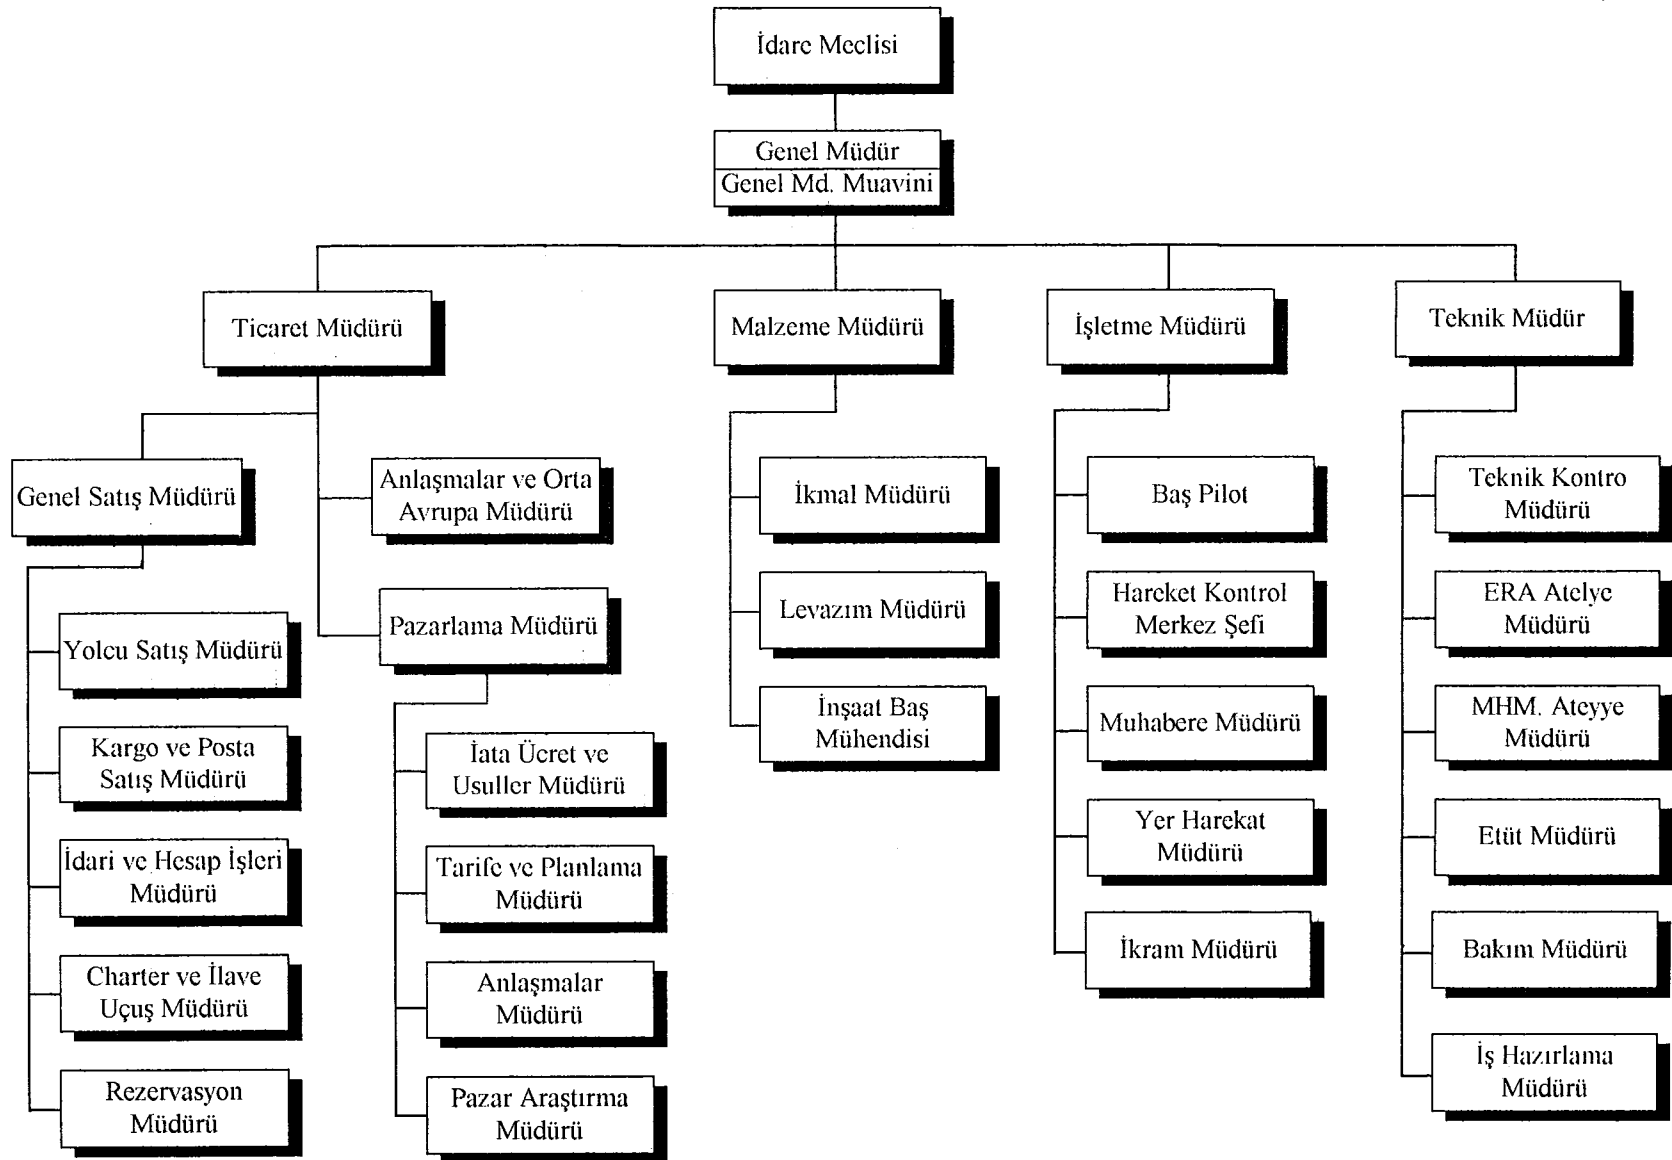 İdare Meclisi
Genel Müdür
Genel Md. Muavini
Ticaret Müdürü
Malzeme Müdürü
İşletme Müdürü
Teknik Müdür
Genel Satış Müdürü
Yolcu Satış Müdürü
Kargo ve Posta
Satış Müdürü
İdari ve Hesap İşleri
Müdürü
Charter ve İlave
Uçuş Müdürü
Rezervasyon
Müdürü
Anlaşmalar ve Orta
Avrupa Müdürü
Pazarlama Müdürü
İata Ücret ve
Usuller Müdürü
Tarife ve Planlama
Müdürü
Anlaşmalar
Müdürü
Pazar Araştırma
Müdürü
İkmal Müdürü
Levazım Müdürü
İnşaat Baş
Mühendisi
Baş Pilot
Hareket Kontrol
Merkez Şefi
Muhabere Müdürü
Yer Harekat
Müdürü
İkram Müdürü
Teknik Kontro
Müdürü
ERA Atelye
Müdürü
MHM. Ateyye
Müdürü
Etüt Müdürü
Bakım Müdürü
İş Hazırlama
Müdürü